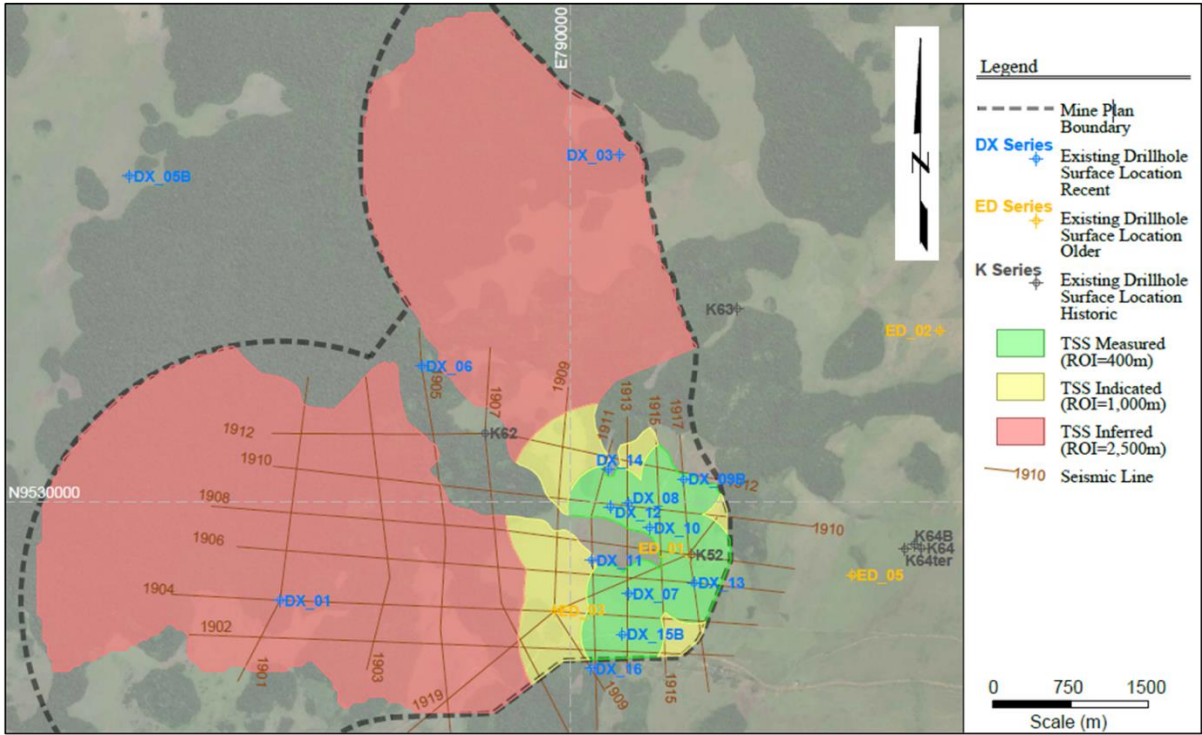 E790000
DX_03
DX_05B
K63
ED_02
DX_06
1909
1905
1907
1911
1913
1915
1917
1912
K62
1910
DX_14
DX_09B
1912
N9530000
1908
DX_08
DX_12
1910
DX_10
1906
ED_01
K52
K64B
K64
K64ter
DX_11
ED_05
DX_13
1904
DX_01
DX_07
ED_03
1902
DX_15B
1901
1903
DX_16
1919
1909
1915
N
Legend
Mine Plan
Boundary
DX Series
Existing Drillhole
Surface Location
Recent
ED Series
Existing Drillhole
Surface Location
Older
K Series
Existing Drillhole
Surface Location
Historic
TSS Measured
(ROI=400m)
TSS Indicated
(ROI=1,000m)
TSS Inferred
(ROI=2,500m)
1910 Seismic Line
0 750 1500
Scale (m)